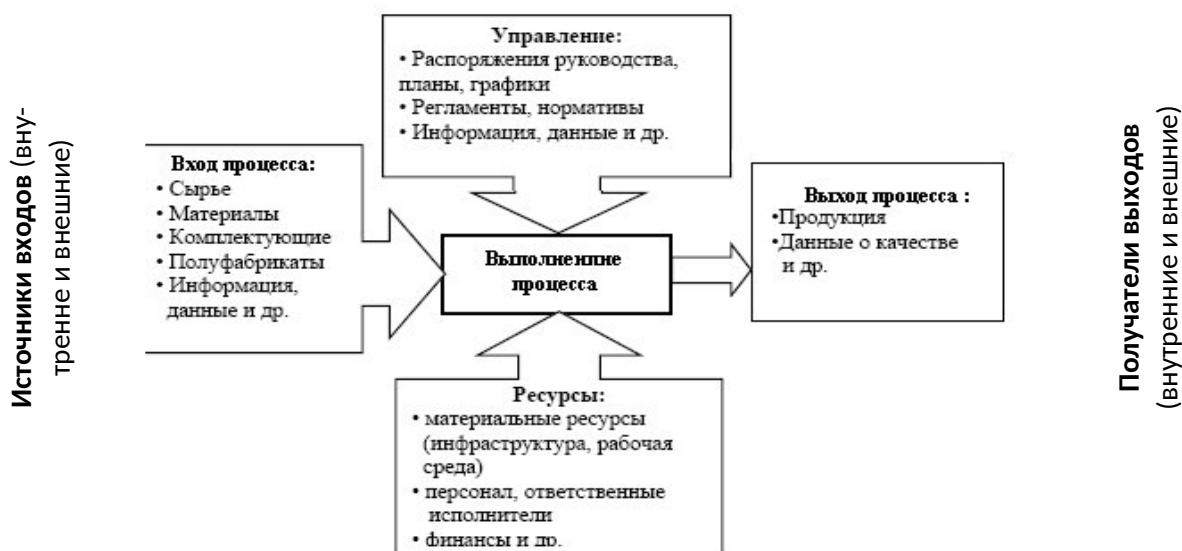 Источники входов (вну-
тренне и внешние)
Управление:
• Распоряжения руководства,
планы, графики
• Регламенты, нормативы
• Информация, данные и др.
Вход процесса:
• Сырье
• Материалы
• Комплектующие
• Полуфабрикаты
• Информация,
данные и др.
Выполненние
процесса
Выход процесса :
•Продукция
•Данные о качестве
и др.
Ресурсы:
• материальные ресурсы
(инфраструктура, рабочая
среда)
• персонал, ответственные
исполнители
• финансы и др.
Получатели выходов
(внутренние и внешние)